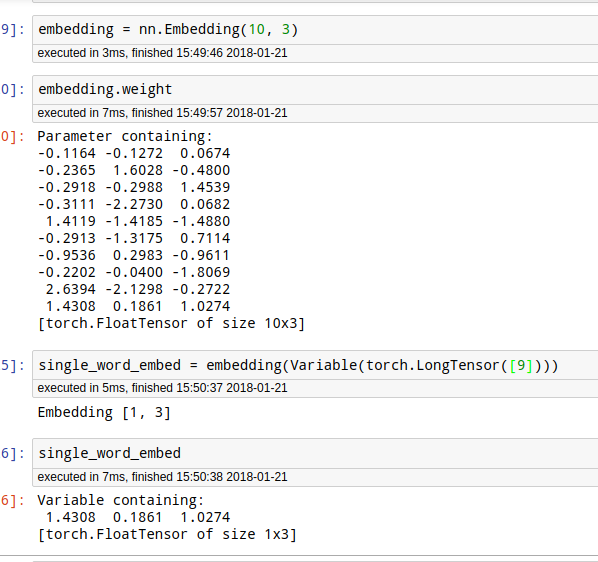 9]: embedding = nn.Embedding(10, 3)
executed in 3ms, finished 15:49:46 2018-01-21
0]: embedding.weight
executed in 7ms, finished 15:49:57 2018-01-21
0]: Parameter containing:
-0.1164 -0.1272  0.0674
-0.2365  1.6028 -0.4800
-0.2918 -0.2988  1.4539
-0.3111 -2.2730  0.0682
 1.4119 -1.4185 -1.4880
-0.2913 -1.3175  0.7114
-0.9536  0.2983 -0.9611
-0.2202 -0.0400 -1.8069
 2.6394 -2.1298 -0.2722
 1.4308  0.1861  1.0274
[torch.FloatTensor of size 10x3]
5]: single_word_embed = embedding(Variable(torch.LongTensor([9])))
executed in 5ms, finished 15:50:37 2018-01-21
Embedding [1, 3]
6]: single_word_embed
executed in 7ms, finished 15:50:38 2018-01-21
6]: Variable containing:
 1.4308  0.1861  1.0274
[torch.FloatTensor of size 1x3]